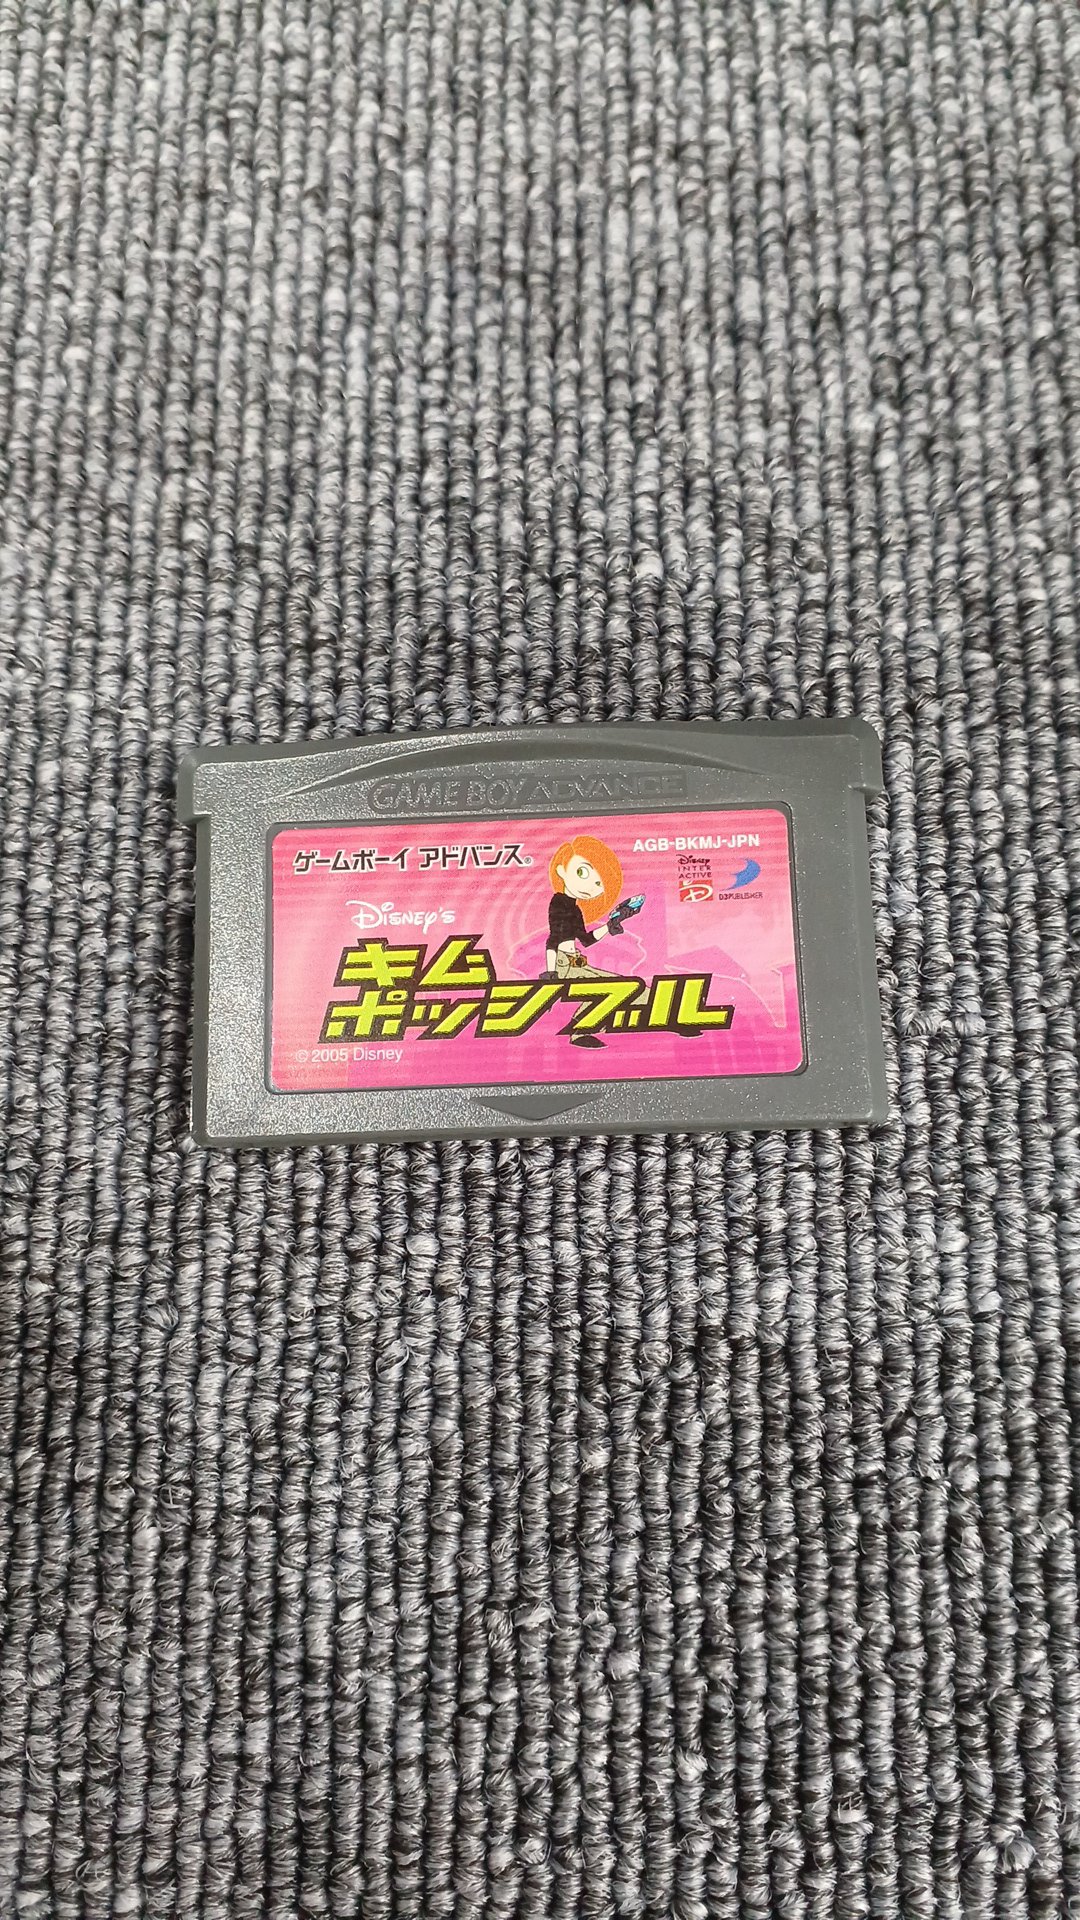 GAME BOY ADVANCE
ゲームボーイ アドバンス®
AGB-BKMJ-JPN
Disney
INTER
ACTIVE
D
D3PUBLISHER
DISNEY'S
キム
ポッシブル
© 2005 Disney